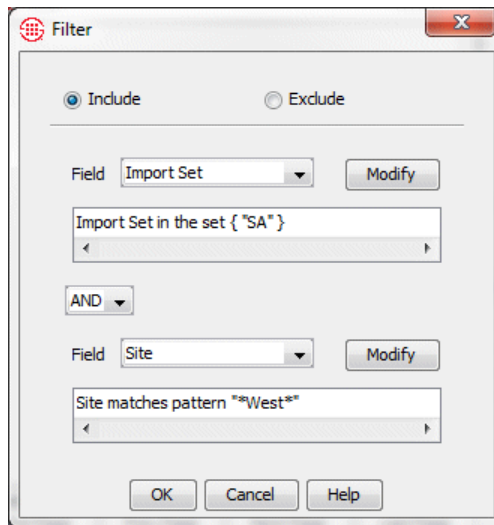 Filter
Include Exclude
Field Import Set Modify
Import Set in the set { "SA" }
AND
Field Site Modify
Site matches pattern "*West*"
OK Cancel Help